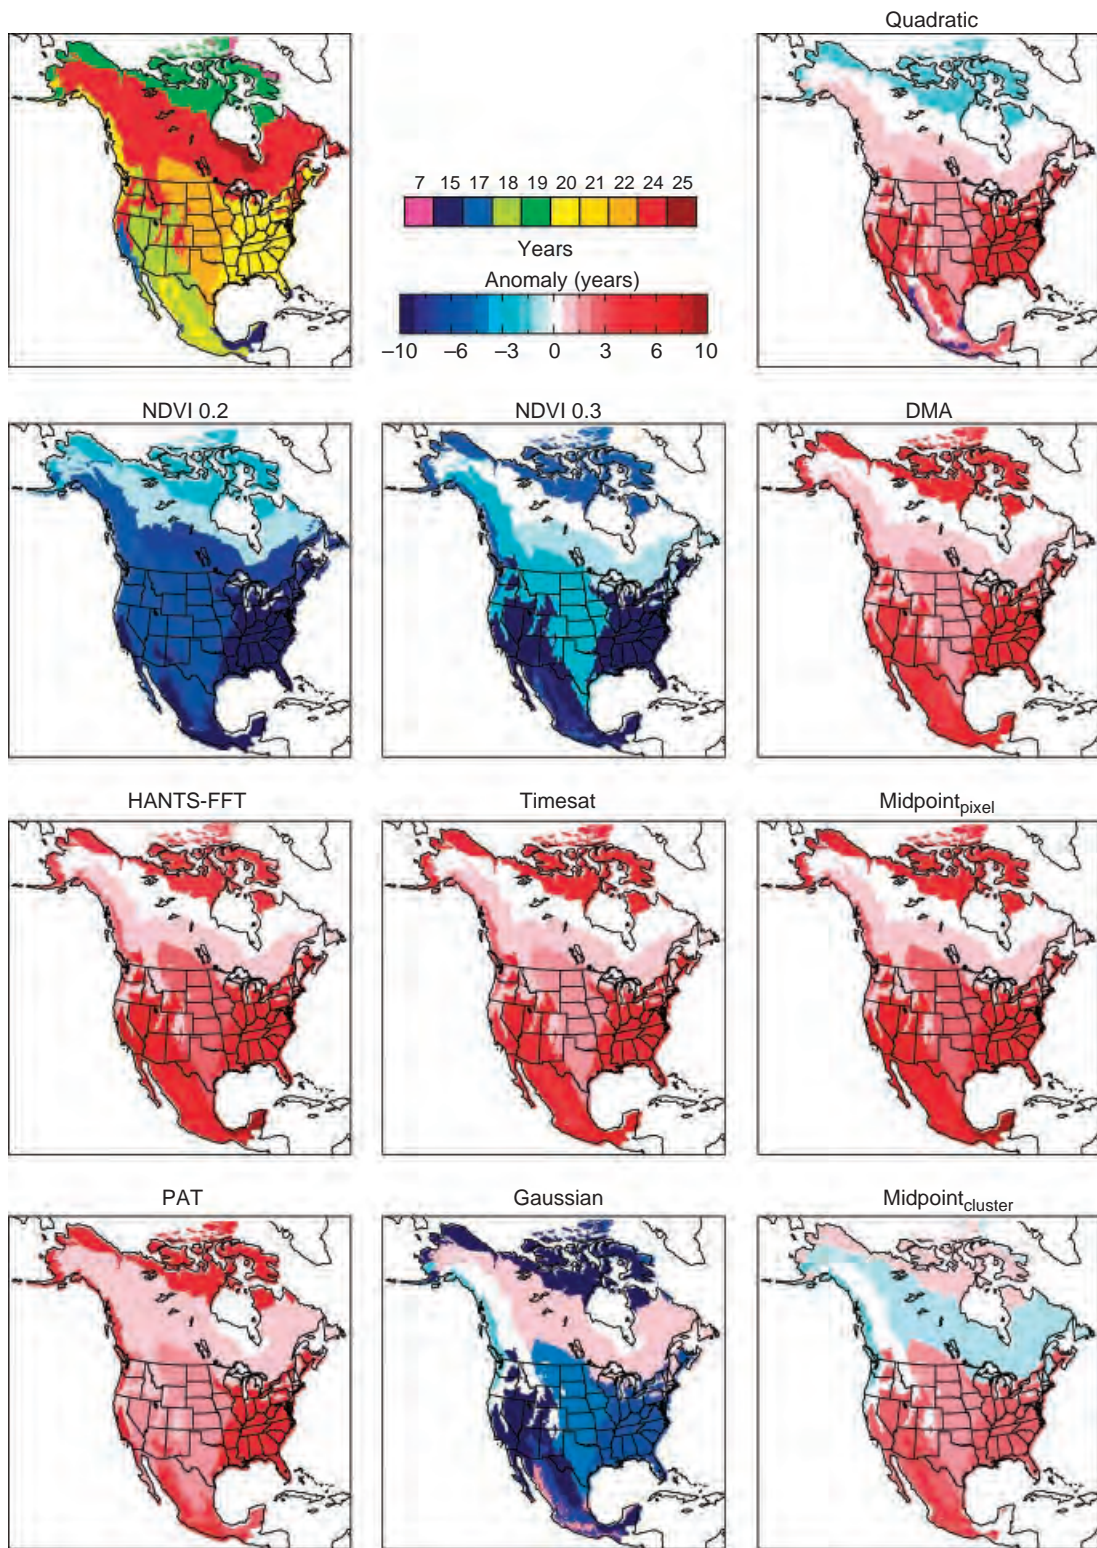 Quadratic
7 15 17 18 19 20 21 22 24 25
Years
Anomaly (years)
−10 −6 −3 0 3 6 10
NDVI 0.2
NDVI 0.3
DMA
HANTS-FFT
Timesat
Midpointpixel
PAT
Gaussian
Midpointcluster